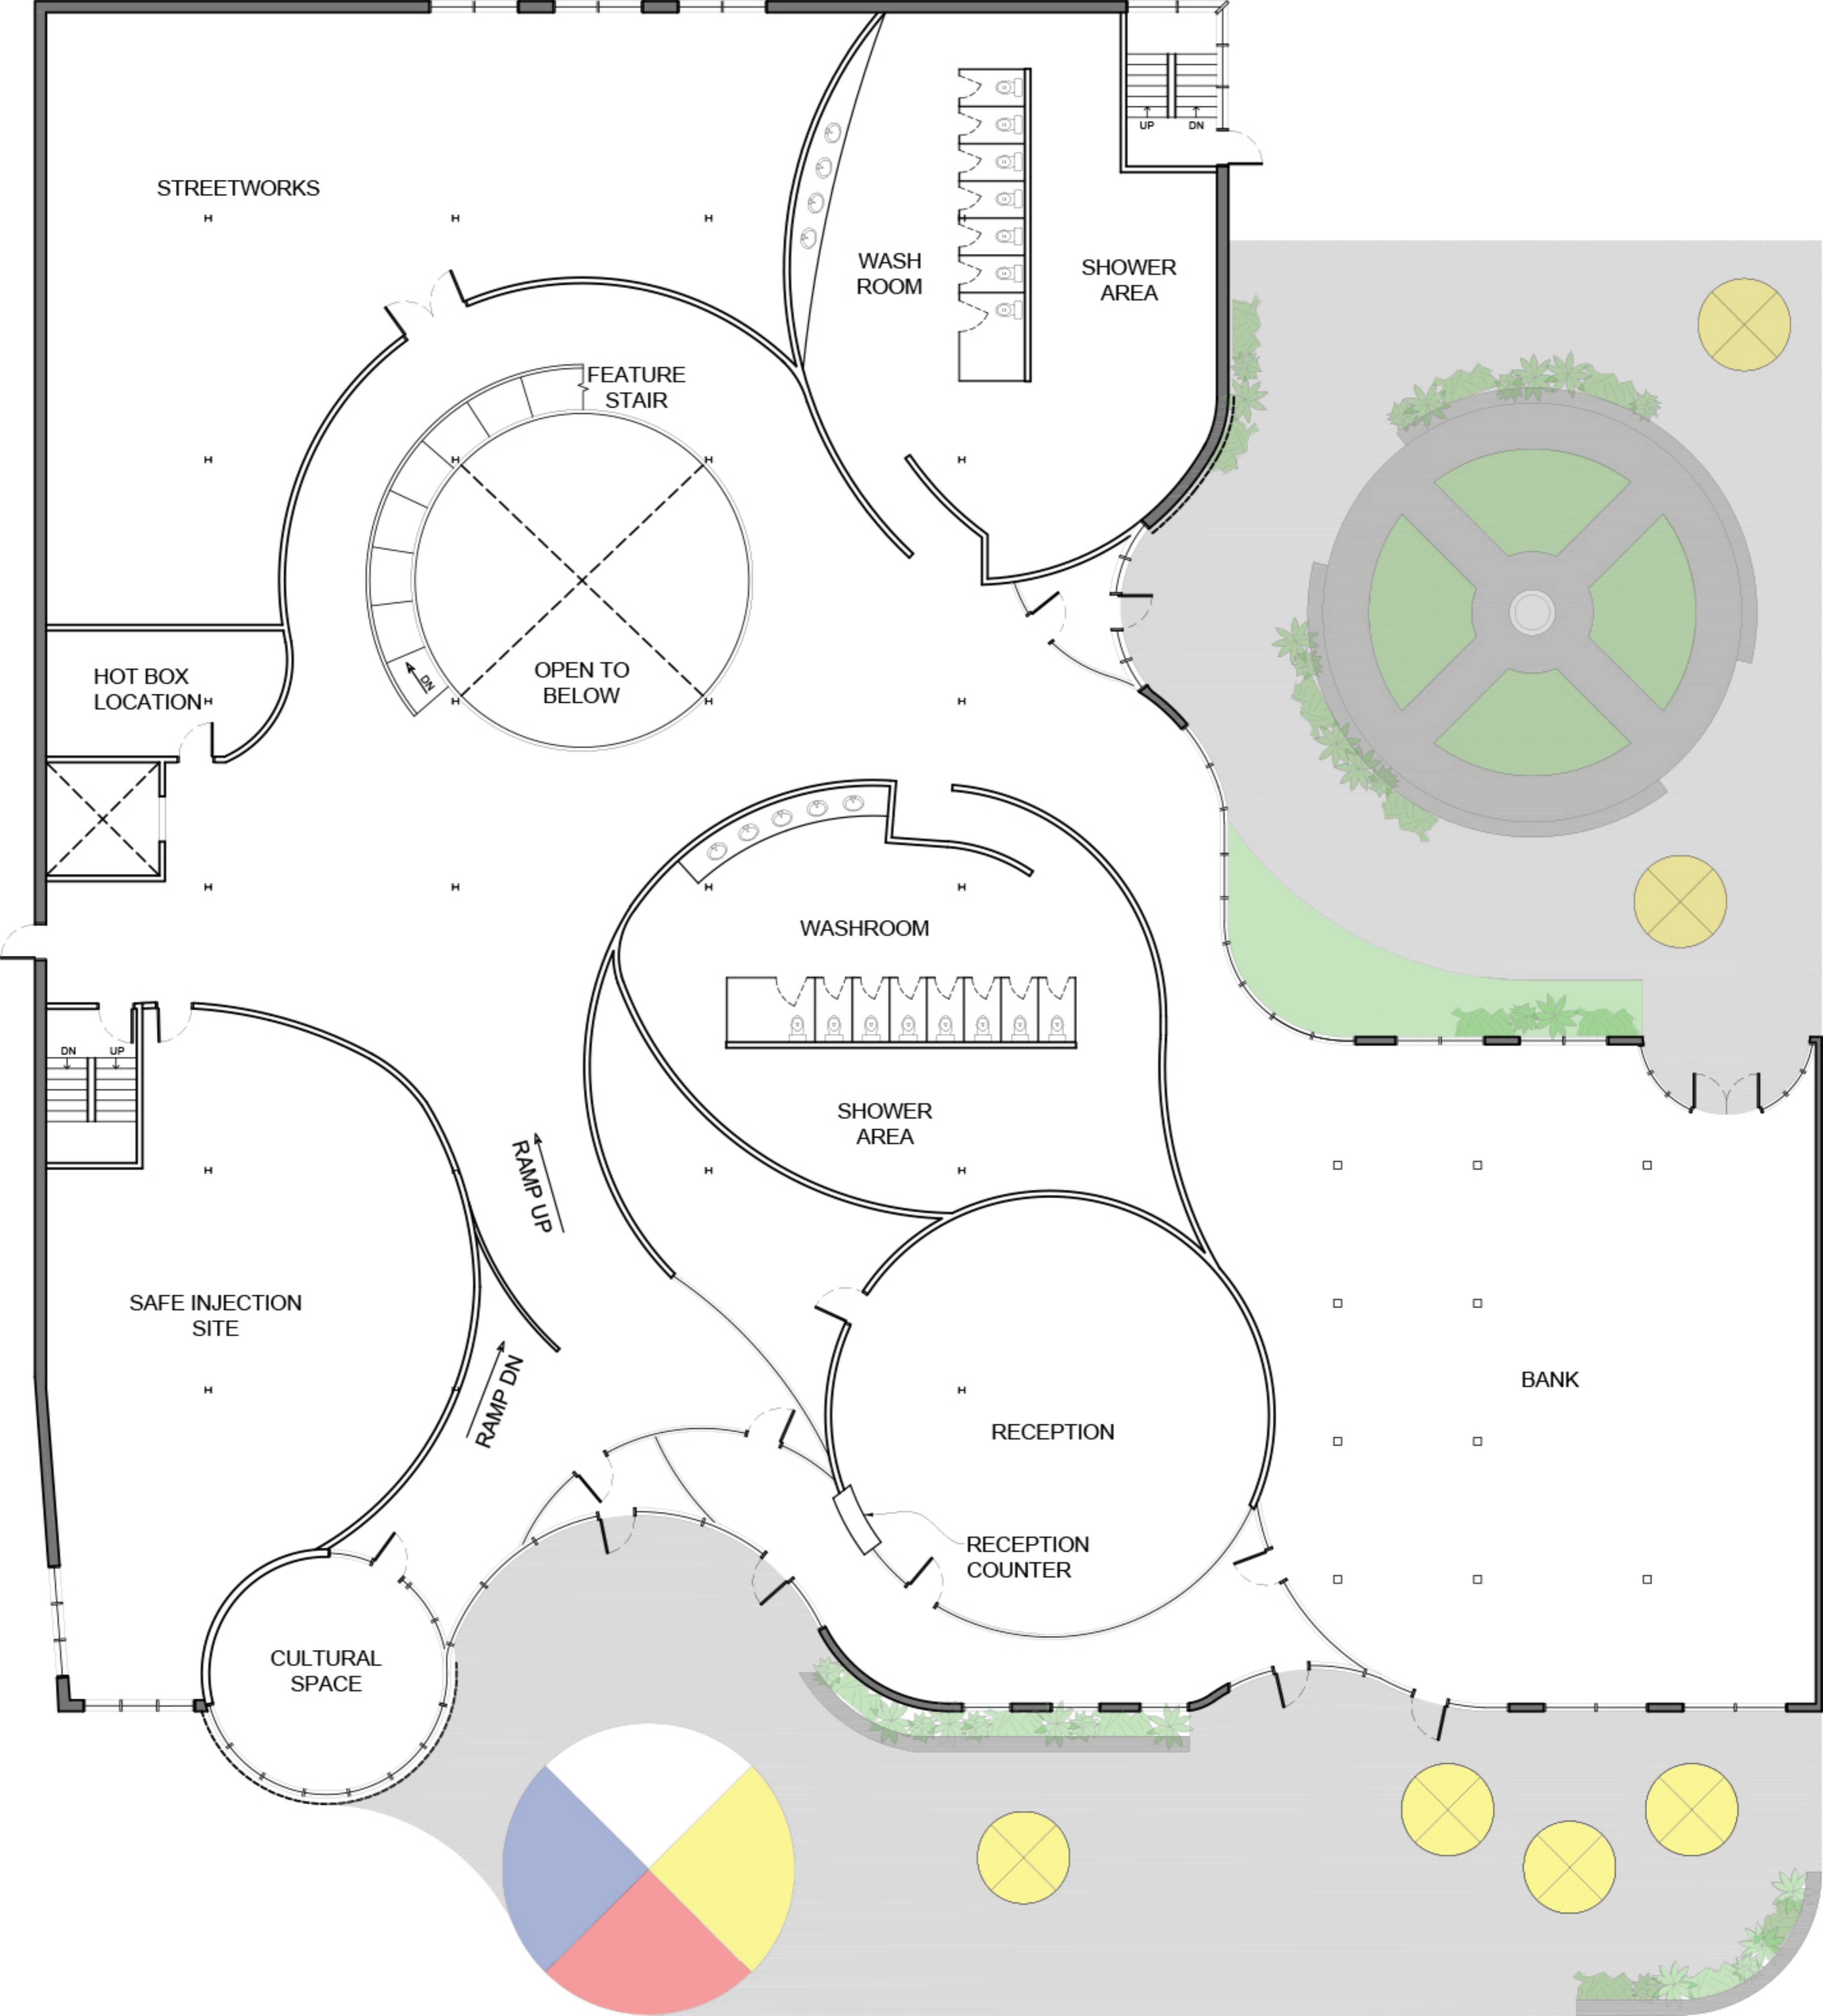 UP
DN
STREETWORKS
WASH
ROOM
SHOWER
AREA
FEATURE
STAIR
HOT BOX
LOCATION
DN
OPEN TO
BELOW
WASHROOM
DN
UP
SHOWER
AREA
RAMP UP
SAFE INJECTION
SITE
RAMP DN
BANK
RECEPTION
RECEPTION
COUNTER
CULTURAL
SPACE